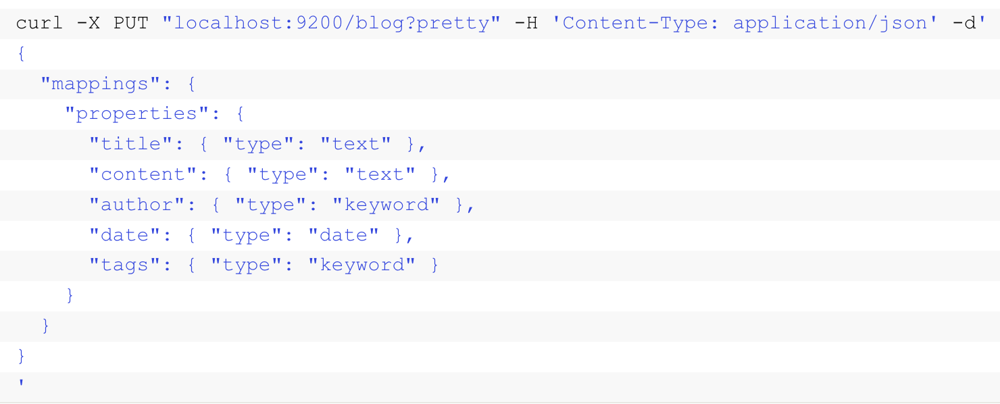 curl -X PUT "localhost:9200/blog?pretty" -H 'Content-Type: application/json' -d'
{
  "mappings": {
    "properties": {
      "title": { "type": "text" },
      "content": { "type": "text" },
      "author": { "type": "keyword" },
      "date": { "type": "date" },
      "tags": { "type": "keyword" }
    }
  }
}
'